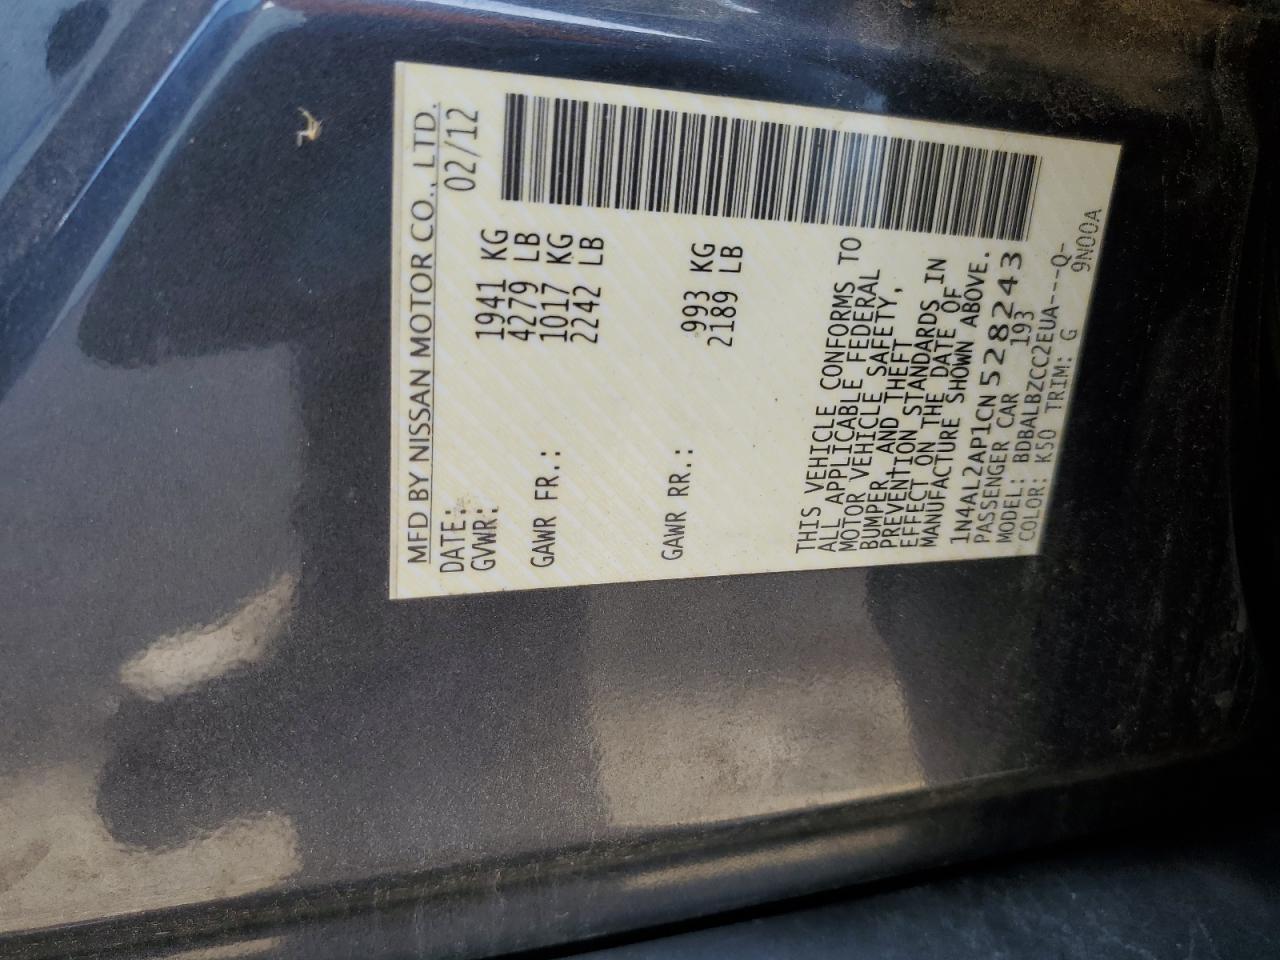 MFD BY NISSAN MOTOR CO., LTD.
DATE: 02/12
GVWR: 1941 KG
4279 LB
GAWR FR.: 1017 KG
2242 LB
GAWR RR.: 993 KG
2189 LB
THIS VEHICLE CONFORMS TO
ALL APPLICABLE FEDERAL
MOTOR VEHICLE SAFETY,
BUMPER AND THEFT
PREVENTION STANDARDS IN
EFFECT ON THE DATE OF
MANUFACTURE SHOWN ABOVE.
1N4AL2AP1CN528243
PASSENGER CAR 193
MODEL: BDBALBZCC2EUA---Q-
COLOR: K50 TRIM: G 9N00A